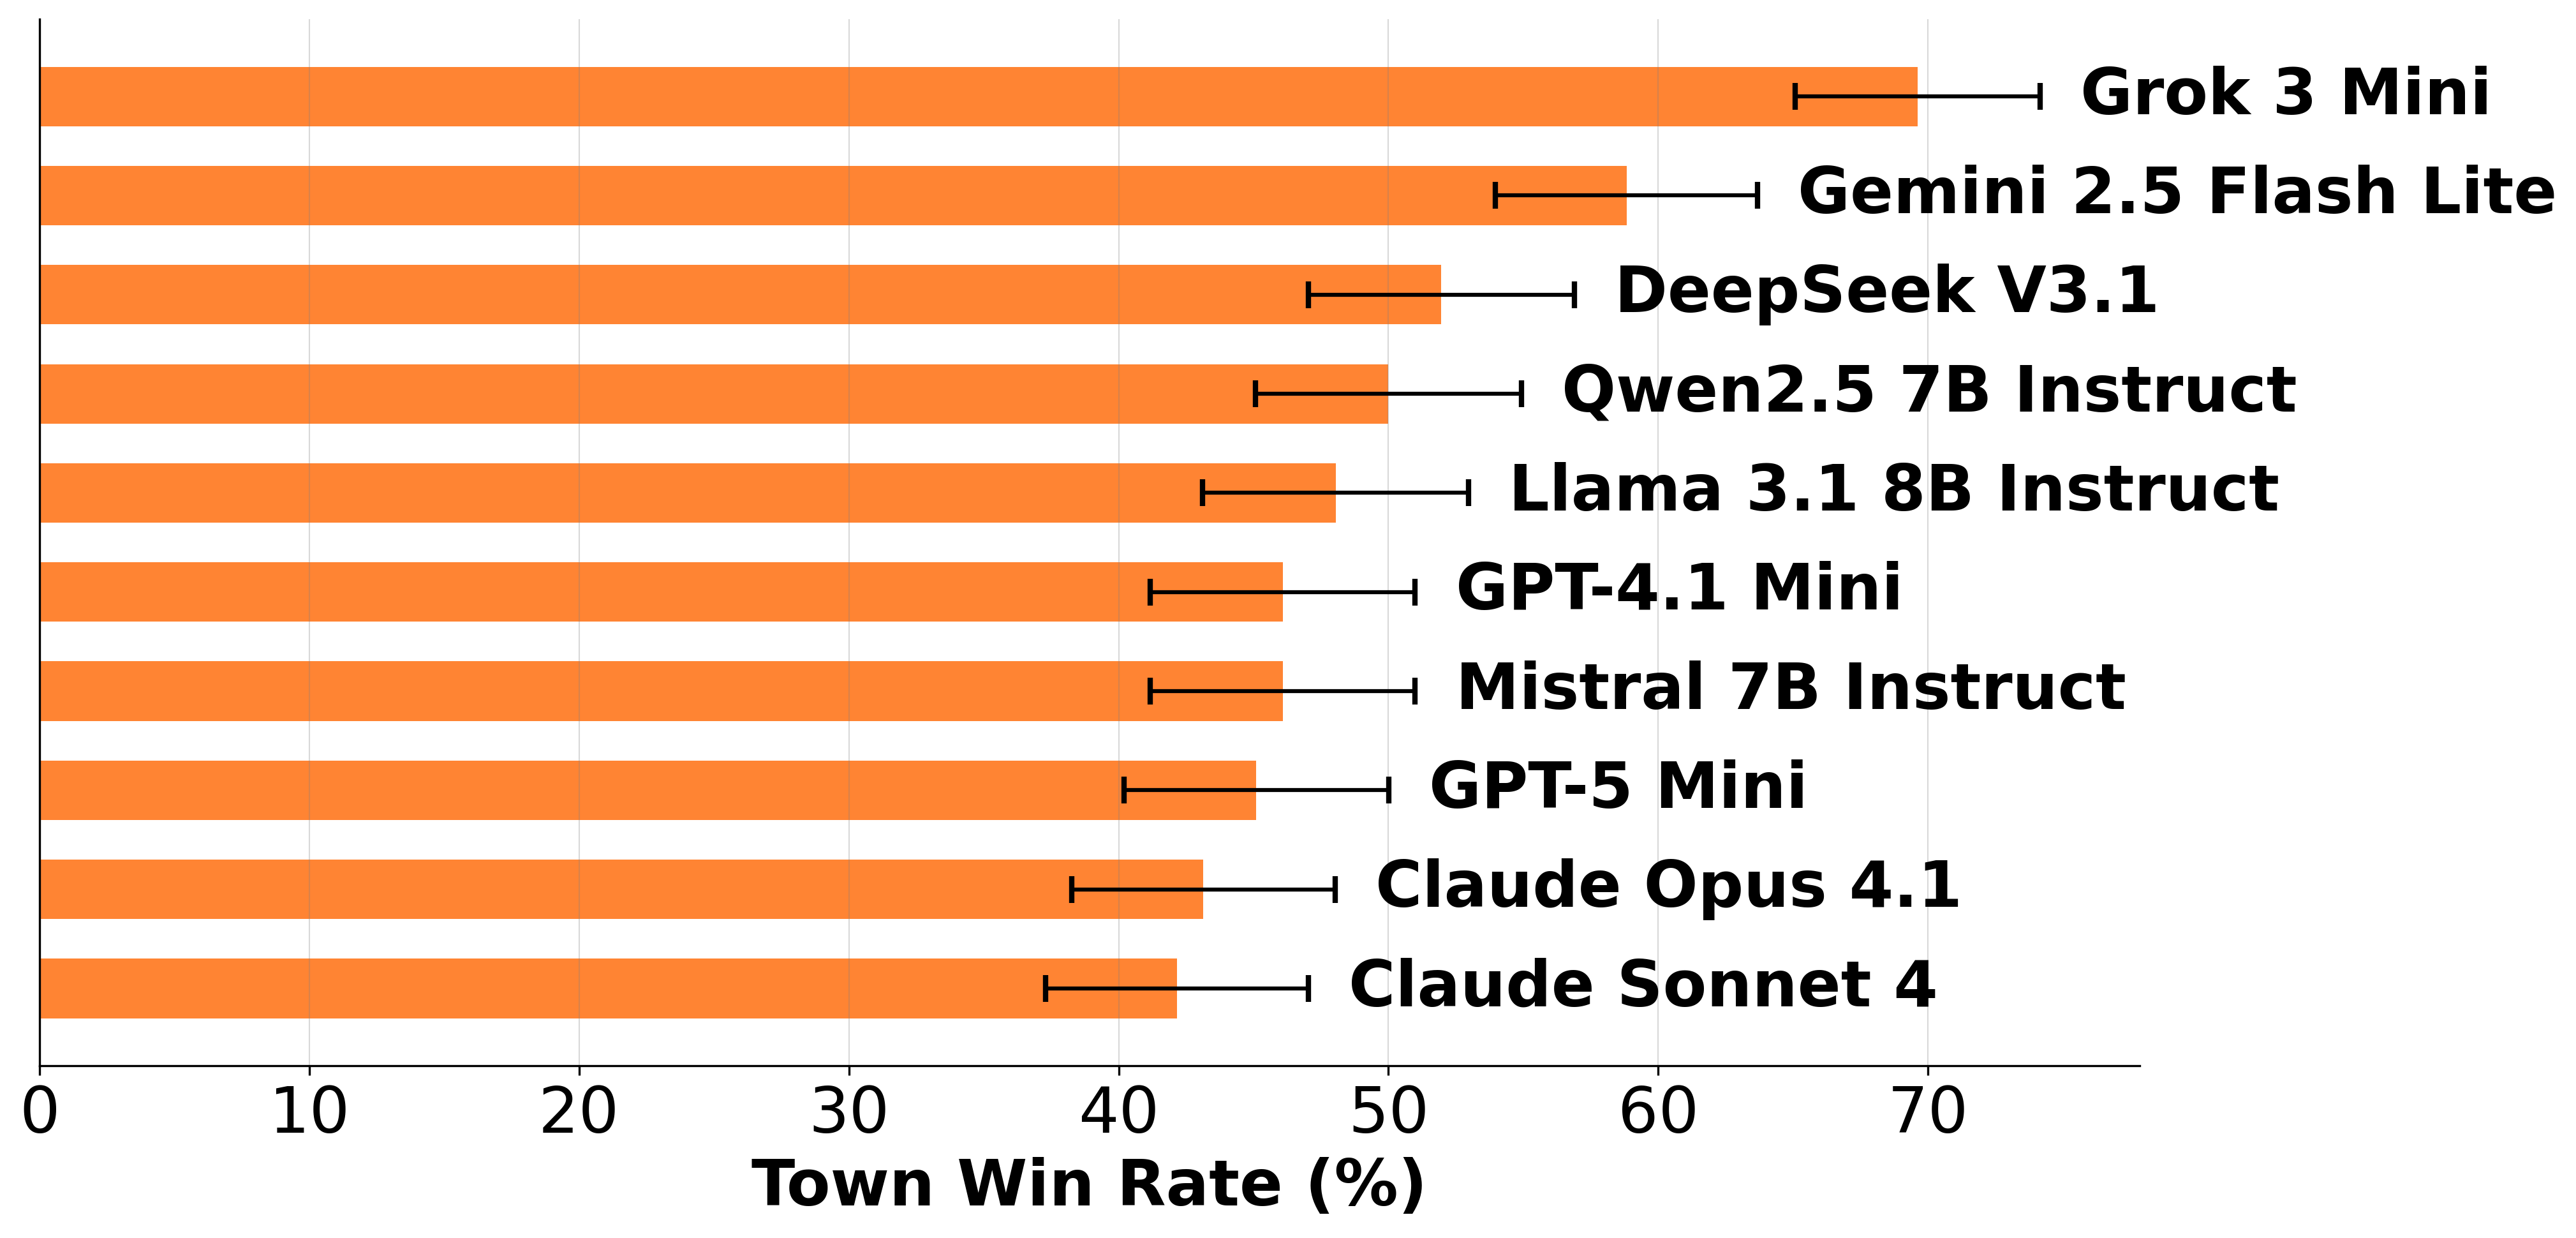 Grok 3 Mini
Gemini 2.5 Flash Lite
DeepSeek V3.1
Qwen2.5 7B Instruct
Llama 3.1 8B Instruct
GPT-4.1 Mini
Mistral 7B Instruct
GPT-5 Mini
Claude Opus 4.1
Claude Sonnet 4
0 10 20 30 40 50 60 70
Town Win Rate (%)